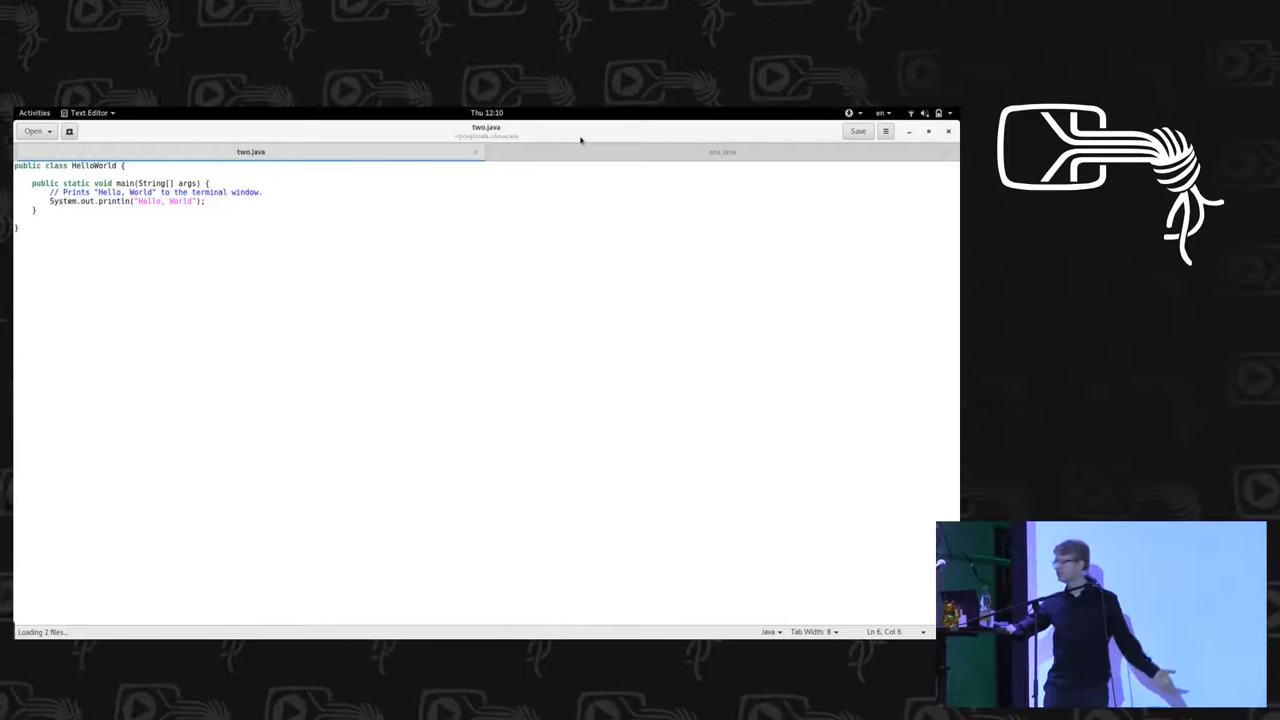 Activities Text Editor Thu 12:10 en
Open two.java Save
two.java one.java
public class HelloWorld {
public static void main(String[] args) {
// Prints "Hello, World" to the terminal window.
System.out.println("Hello, World");
}
}
Loading 2 files... Java Tab Width: 8 Ln 6, Col 6